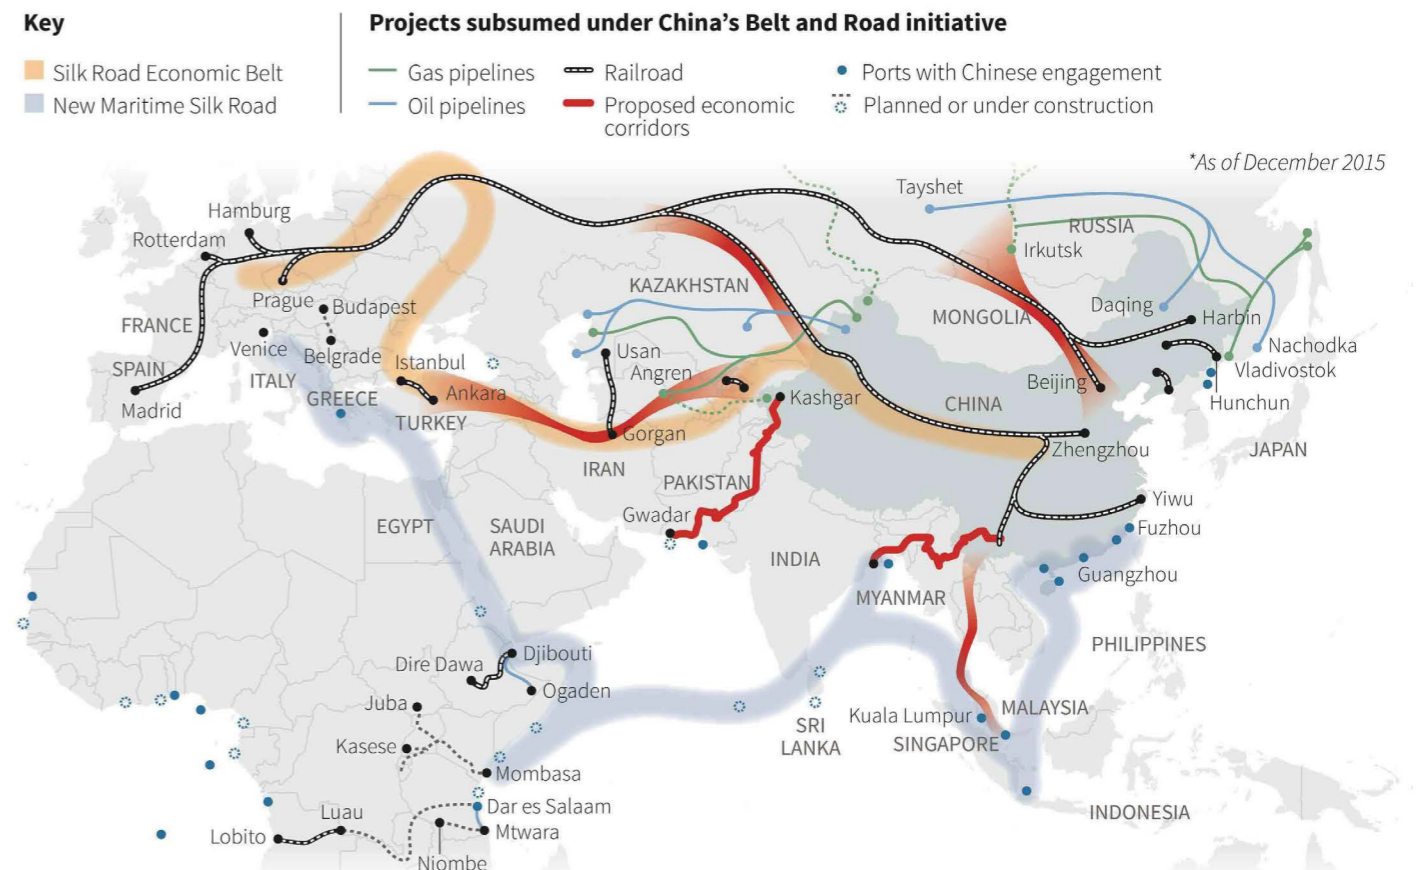 Key
Silk Road Economic Belt
New Maritime Silk Road
Projects subsumed under China's Belt and Road initiative
Gas pipelines
Oil pipelines
Railroad
Proposed economic
corridors
Ports with Chinese engagement
Planned or under construction
*As of December 2015
Tayshet
Hamburg
Rotterdam
RUSSIA
Irkutsk
Prague
Budapest
KAZAKHSTAN
Daqing
Harbin
FRANCE
MONGOLIA
Venice
Belgrade
Nachodka
Usan
Istanbul
SPAIN
Angren
Vladivostok
ITALY
Beijing
Ankara
GREECE
Kashgar
CHINA
Hunchun
Madrid
TURKEY
Gorgan
Zhengzhou
JAPAN
IRAN
PAKISTAN
Yiwu
Gwadar
EGYPT
SAUDI
ARABIA
Fuzhou
INDIA
Guangzhou
MYANMAR
PHILIPPINES
Djibouti
Dire Dawa
Ogaden
Juba
MALAYSIA
Kuala Lumpur
SRI
LANKA
SINGAPORE
Kasese
Mombasa
Dar es Salaam
Luau
INDONESIA
Lobito
Mtwara
Niombe